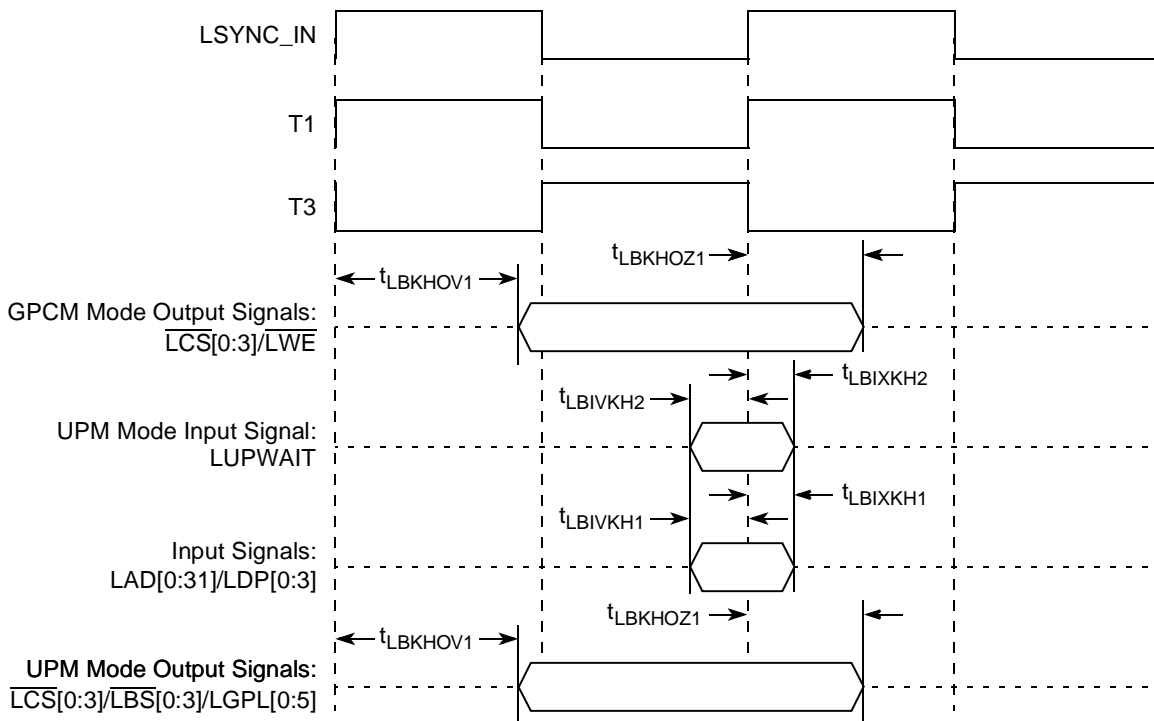 LSYNC_IN
T1
T3
tLBKHOZ1
tLBKHOV1
GPCM Mode Output Signals:
LCS[0:3]/LWE
tLBIXKH2
tLBIVKH2
UPM Mode Input Signal:
LUPWAIT
tLBIXKH1
tLBIVKH1
Input Signals:
LAD[0:31]/LDP[0:3]
tLBKHOZ1
tLBKHOV1
UPM Mode Output Signals:
LCS[0:3]/LBS[0:3]/LGPL[0:5]